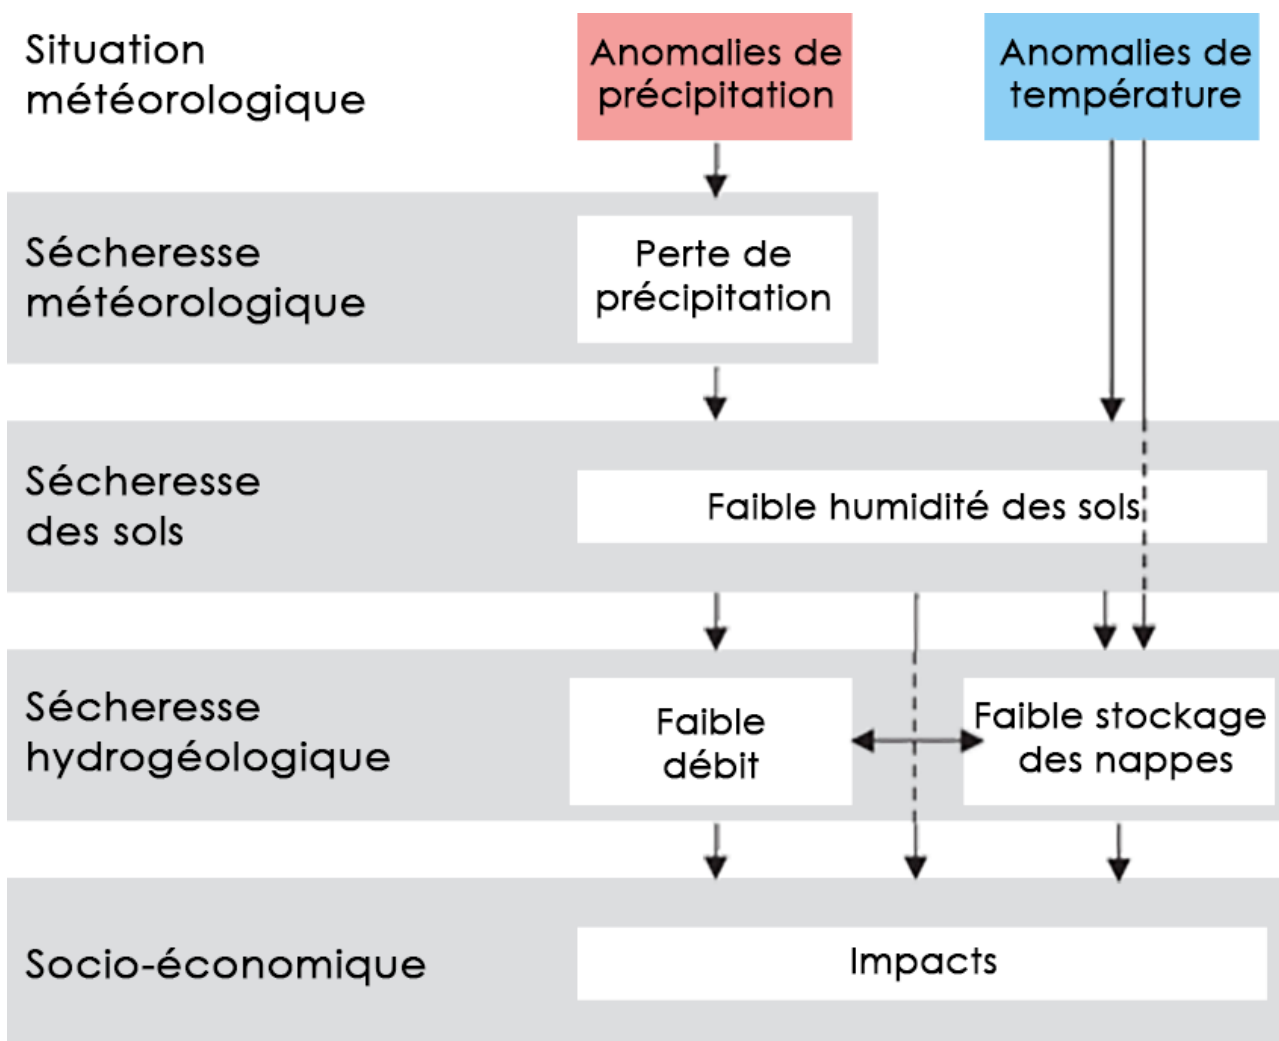 Situation
météorologique
Anomalies de
précipitation
Anomalies de
température
Sécheresse
météorologique
Perte de
précipitation
Sécheresse
des sols
Faible humidité des sols
Sécheresse
hydrogéologique
Faible
débit
Faible stockage
des nappes
Socio-économique
Impacts